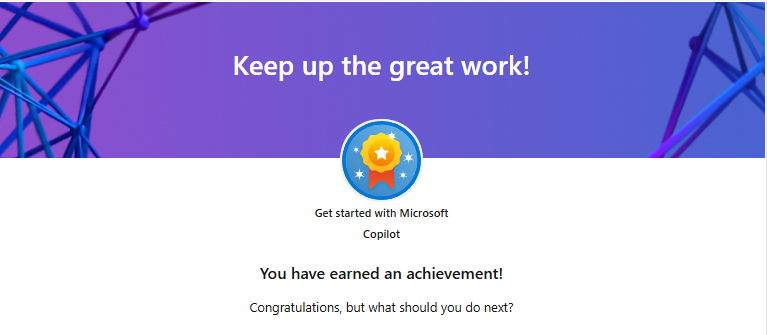 Keep up the great work!
Get started with Microsoft
Copilot
You have earned an achievement!
Congratulations, but what should you do next?